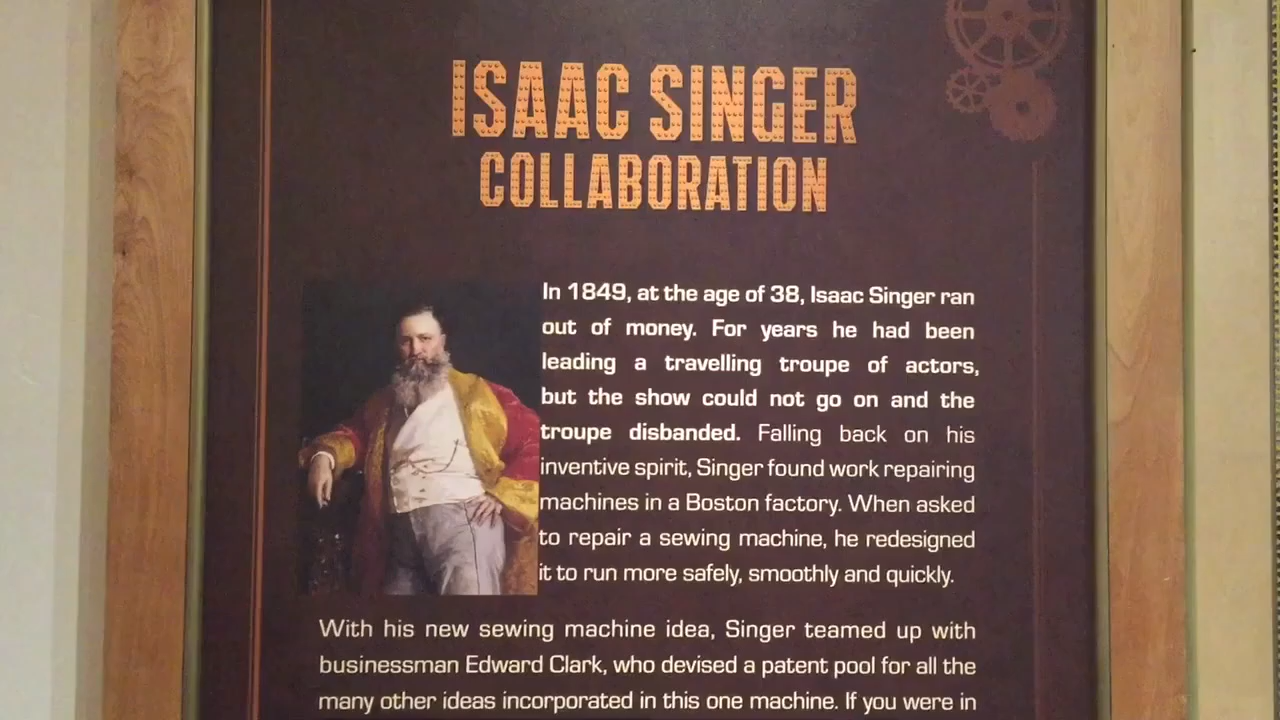 ISAAC SINGER
COLLABORATION
In 1849, at the age of 38, Isaac Singer ran
out of money. For years he had been
leading a travelling troupe of actors,
but the show could not go on and the
troupe disbanded. Falling back on his
inventive spirit, Singer found work repairing
machines in a Boston factory. When asked
to repair a sewing machine, he redesigned
it to run more safely, smoothly and quickly.
With his new sewing machine idea, Singer teamed up with
businessman Edward Clark, who devised a patent pool for all the
many other ideas incorporated in this one machine. If you were in